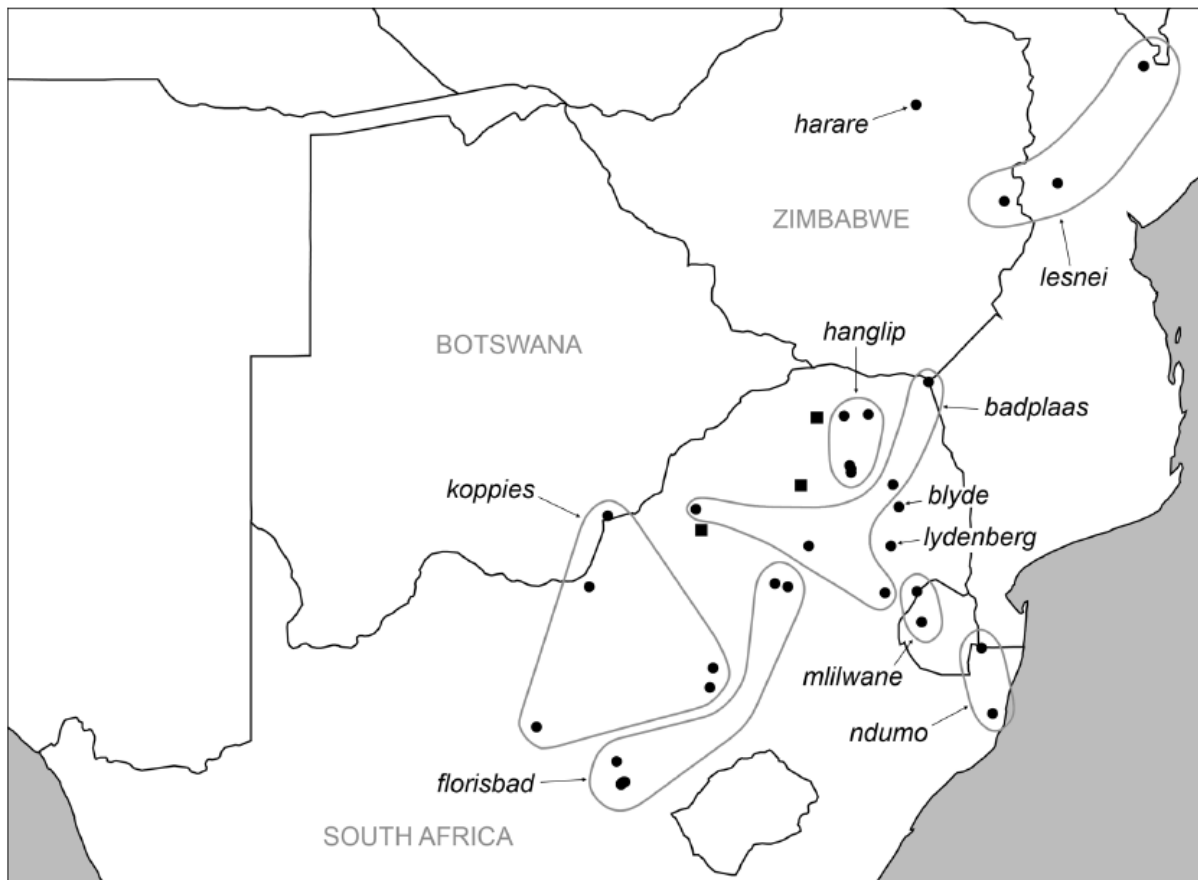 harare
ZIMBABWE
lesnei
hanglip
BOTSWANA
badplaas
koppies
blyde
lydenberg
mlilwane
ndumo
florisbad
SOUTH AFRICA